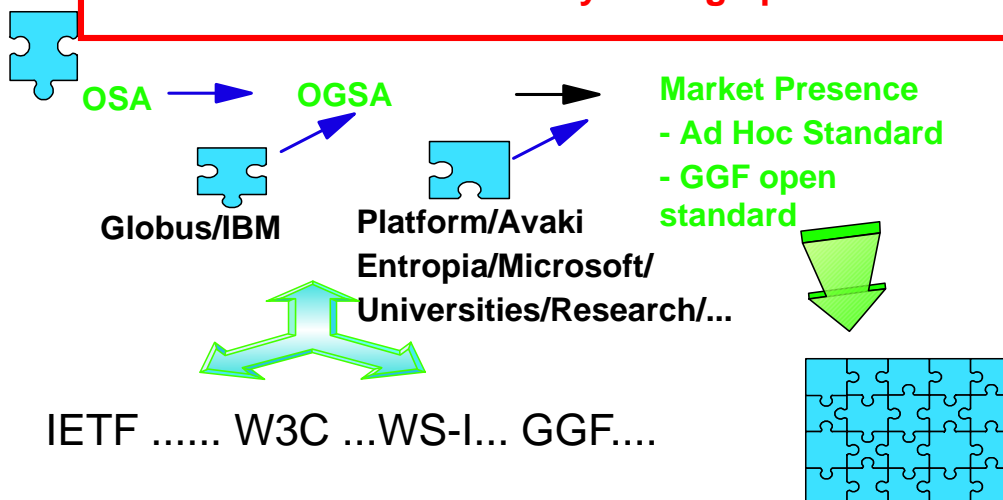 OSA
OGSA
Market Presence
- Ad Hoc Standard
- GGF open
standard
Globus/IBM
Platform/Avaki
Entropia/Microsoft/
Universities/Research/...
IETF ...... W3C ...WS-I... GGF....